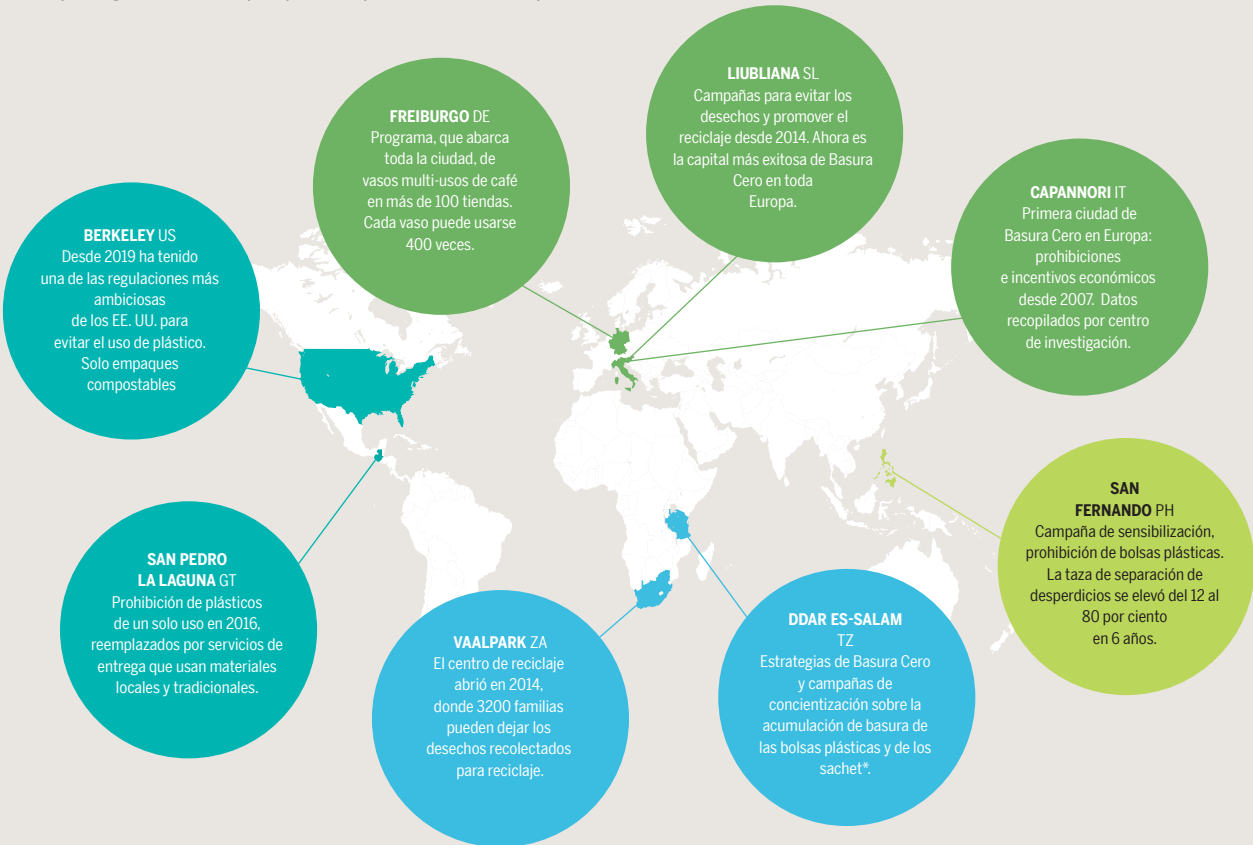 FREIBURGO DE
Programa, que abarca
toda la ciudad, de
vasos multi-usos de café
en más de 100 tiendas.
Cada vaso puede usarse
400 veces.
LIUBLIANA SL
Campañas para evitar los
desechos y promover el
reciclaje desde 2014. Ahora es
la capital más exitosa de Basura
Cero en toda
Europa.
CAPANNORI IT
Primera ciudad de
Basura Cero en Europa:
prohibiciones
e incentivos económicos
desde 2007. Datos
recopilados por centro
de investigación.
BERKELEY US
Desde 2019 ha tenido
una de las regulaciones más
ambiciosas
de los EE. UU. para
evitar el uso de plástico.
Solo empaques
compostables
SAN
FERNANDO PH
Campaña de sensibilización,
prohibición de bolsas plásticas.
La taza de separación de
desperdicios se elevó del 12 al
80 por ciento
en 6 años.
SAN PEDRO
LA LAGUNA GT
Prohibición de plásticos
de un solo uso en 2016,
reemplazados por servicios de
entrega que usan materiales
locales y tradicionales.
VAALPARK ZA
El centro de reciclaje
abrió en 2014,
donde 3200 familias
pueden dejar los
desechos recolectados
para reciclaje.
DDAR ES-SALAM
TZ
Estrategias de Basura Cero
y campañas de
concientización sobre la
acumulación de basura de
las bolsas plásticas y de los
sachet*.